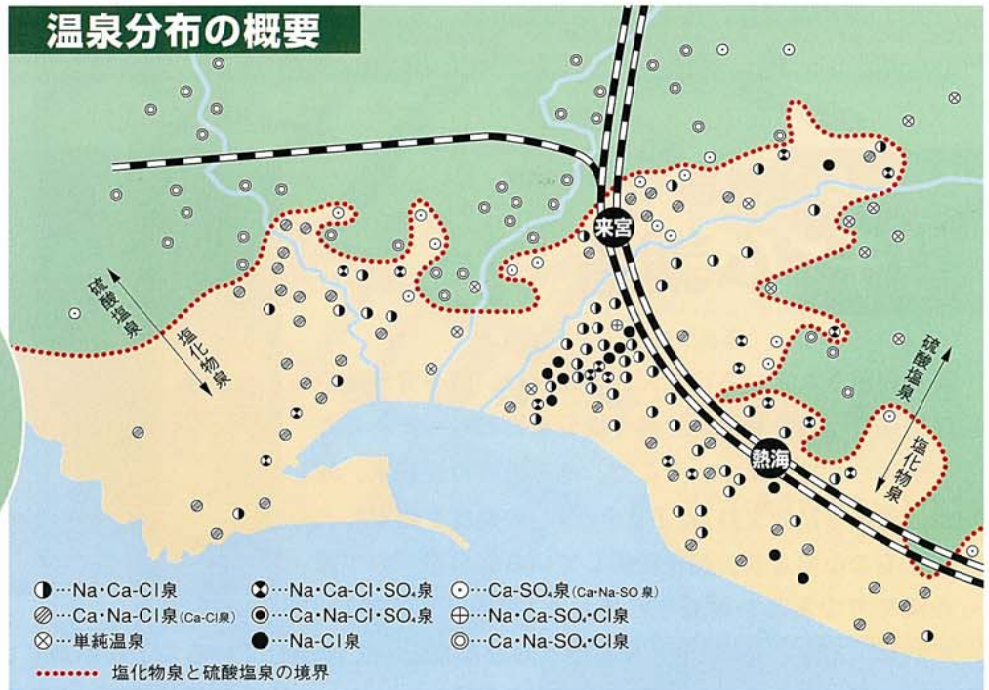 温泉分布の概要
来宮
硫酸塩泉
塩化物泉
硫酸塩泉
塩化物泉
熱海
…Na・Ca-Cl泉
…Na・Ca-Cl・SO₄泉
…Ca-SO₄泉(Ca-Na-SO泉)
…Ca・Na-Cl泉(Ca-Cl泉)
…Ca・Na-Cl・SO₄泉
…Na・Ca-SO₄・Cl泉
…単純温泉
…Na-Cl泉
…Ca・Na-SO₄・Cl泉
塩化物泉と硫酸塩泉の境界